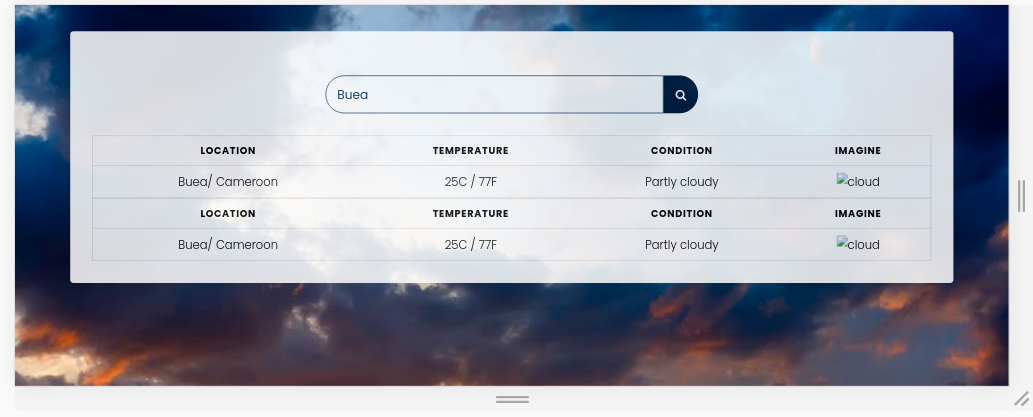 Buea
LOCATION TEMPERATURE CONDITION IMAGINE
Buea/ Cameroon 25C / 77F Partly cloudy cloud
LOCATION TEMPERATURE CONDITION IMAGINE
Buea/ Cameroon 25C / 77F Partly cloudy cloud